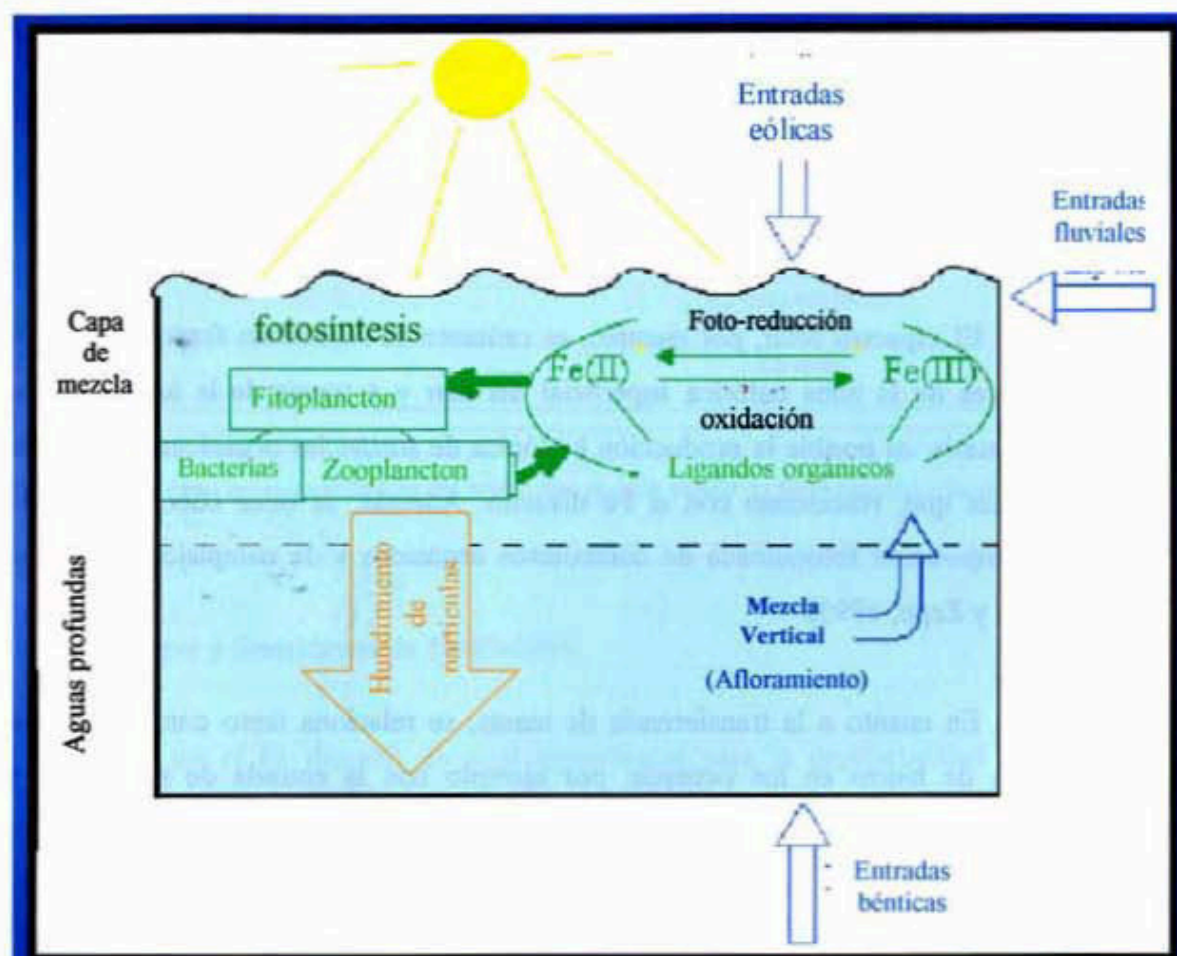 Entradas
eólicas
Entradas
fluviales
Capa
de
mezcla
fotosíntesis
Foto-reducción
Fe(II)
Fe(III)
oxidación
Fitoplancton
Bacterias
Zooplancton
Ligandos orgánicos
Aguas profundas
Hundimiento
de
partículas
Mezcla
Vertical
(Afloramiento)
Entradas
bénticas